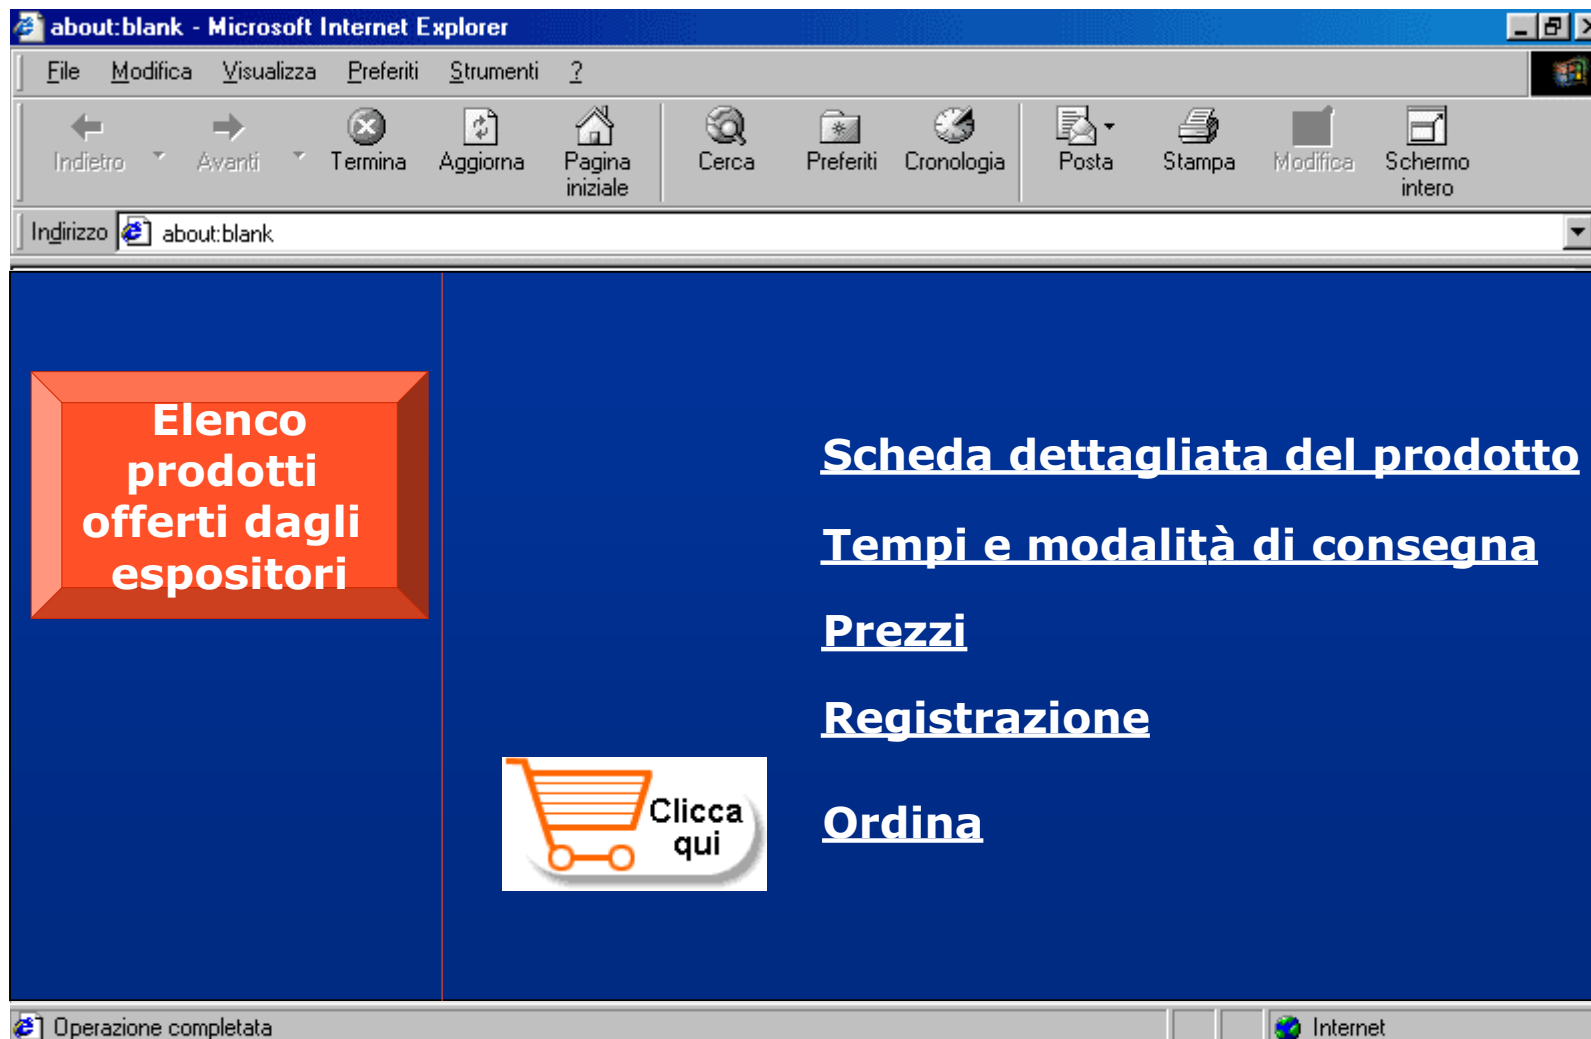 about:blank - Microsoft Internet Explorer
File Modifica Visualizza Preferiti Strumenti ?
Indietro Avanti Termina Aggiorna Pagina iniziale Cerca Preferiti Cronologia Posta Stampa Modifica Schermo intero
Indirizzo about:blank
Elenco
prodotti
offerti dagli
espositori
Scheda dettagliata del prodotto
Tempi e modalità di consegna
Prezzi
Registrazione
Clicca
qui
Ordina
Operazione completata Internet